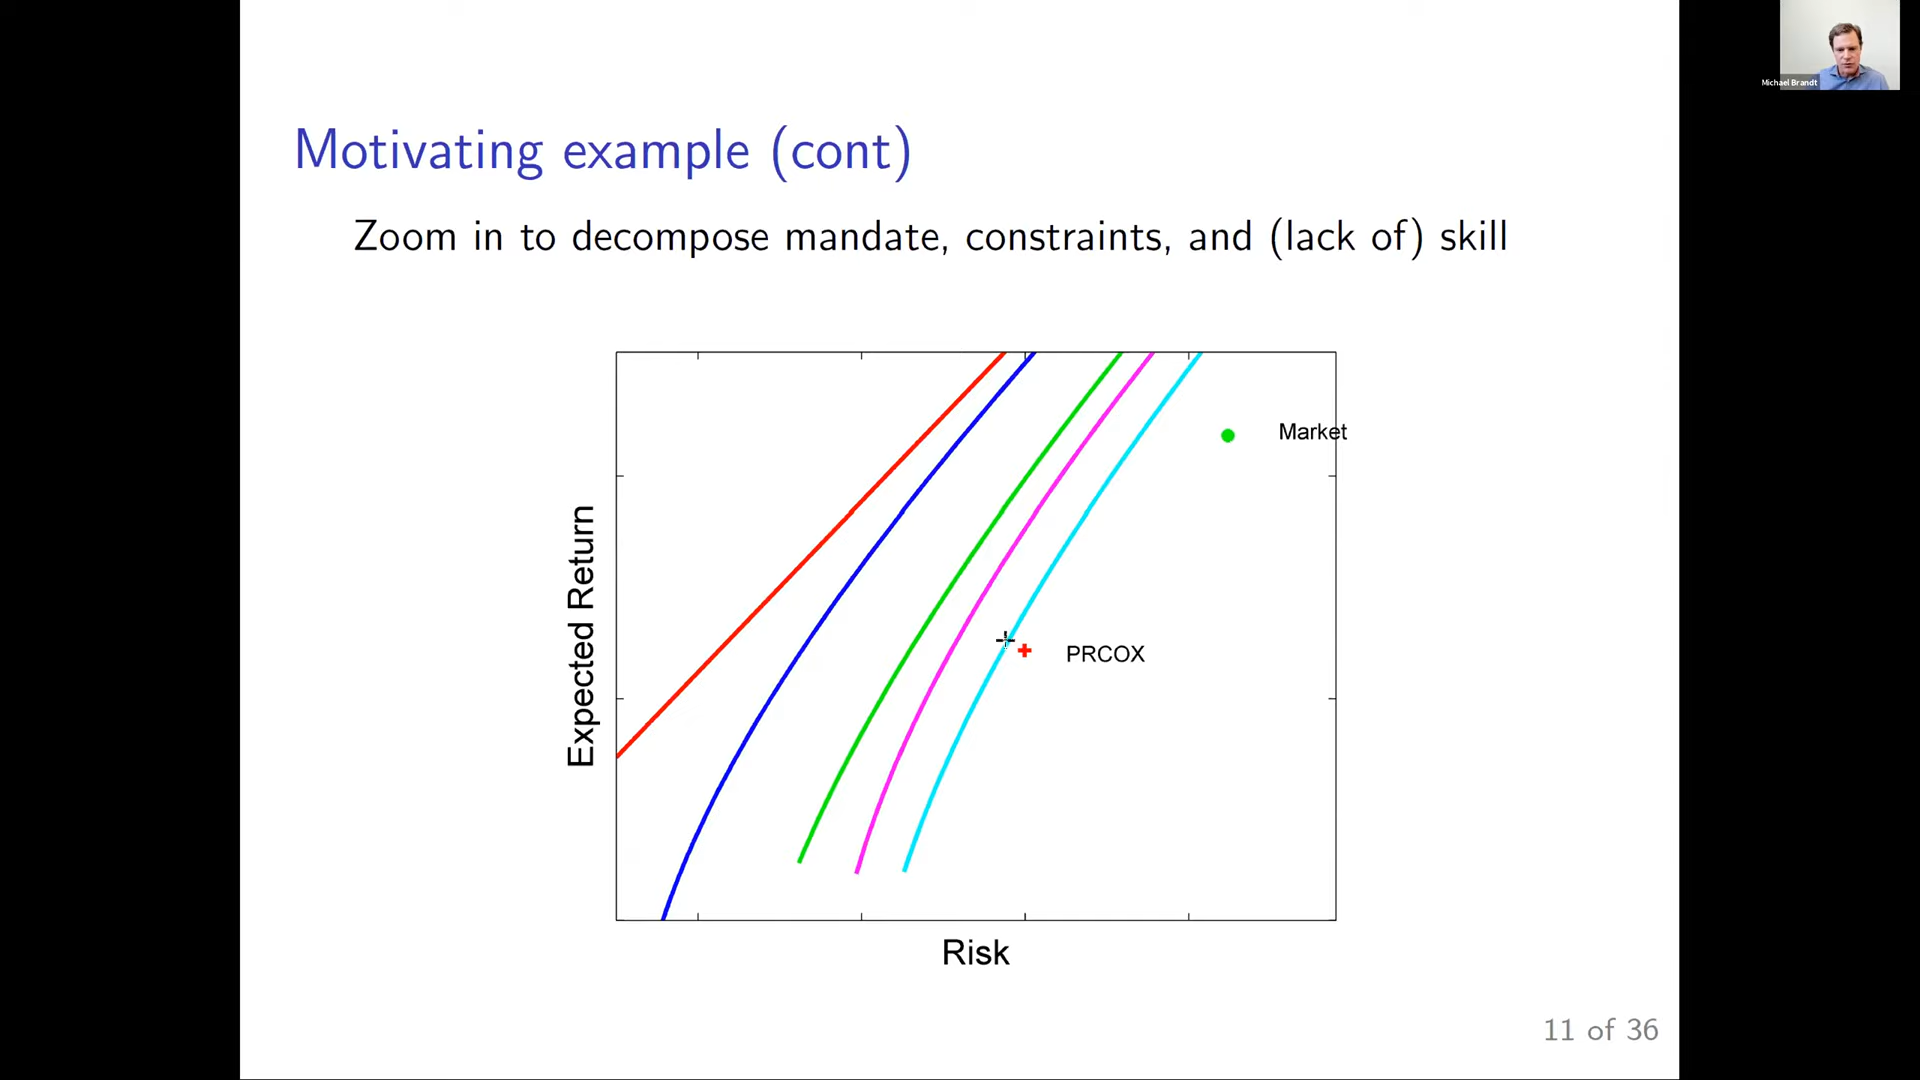 Michael Brandt
Motivating example (cont)
Zoom in to decompose mandate, constraints, and (lack of) skill
Market
PRCOX
Expected Return
Risk
11 of 36